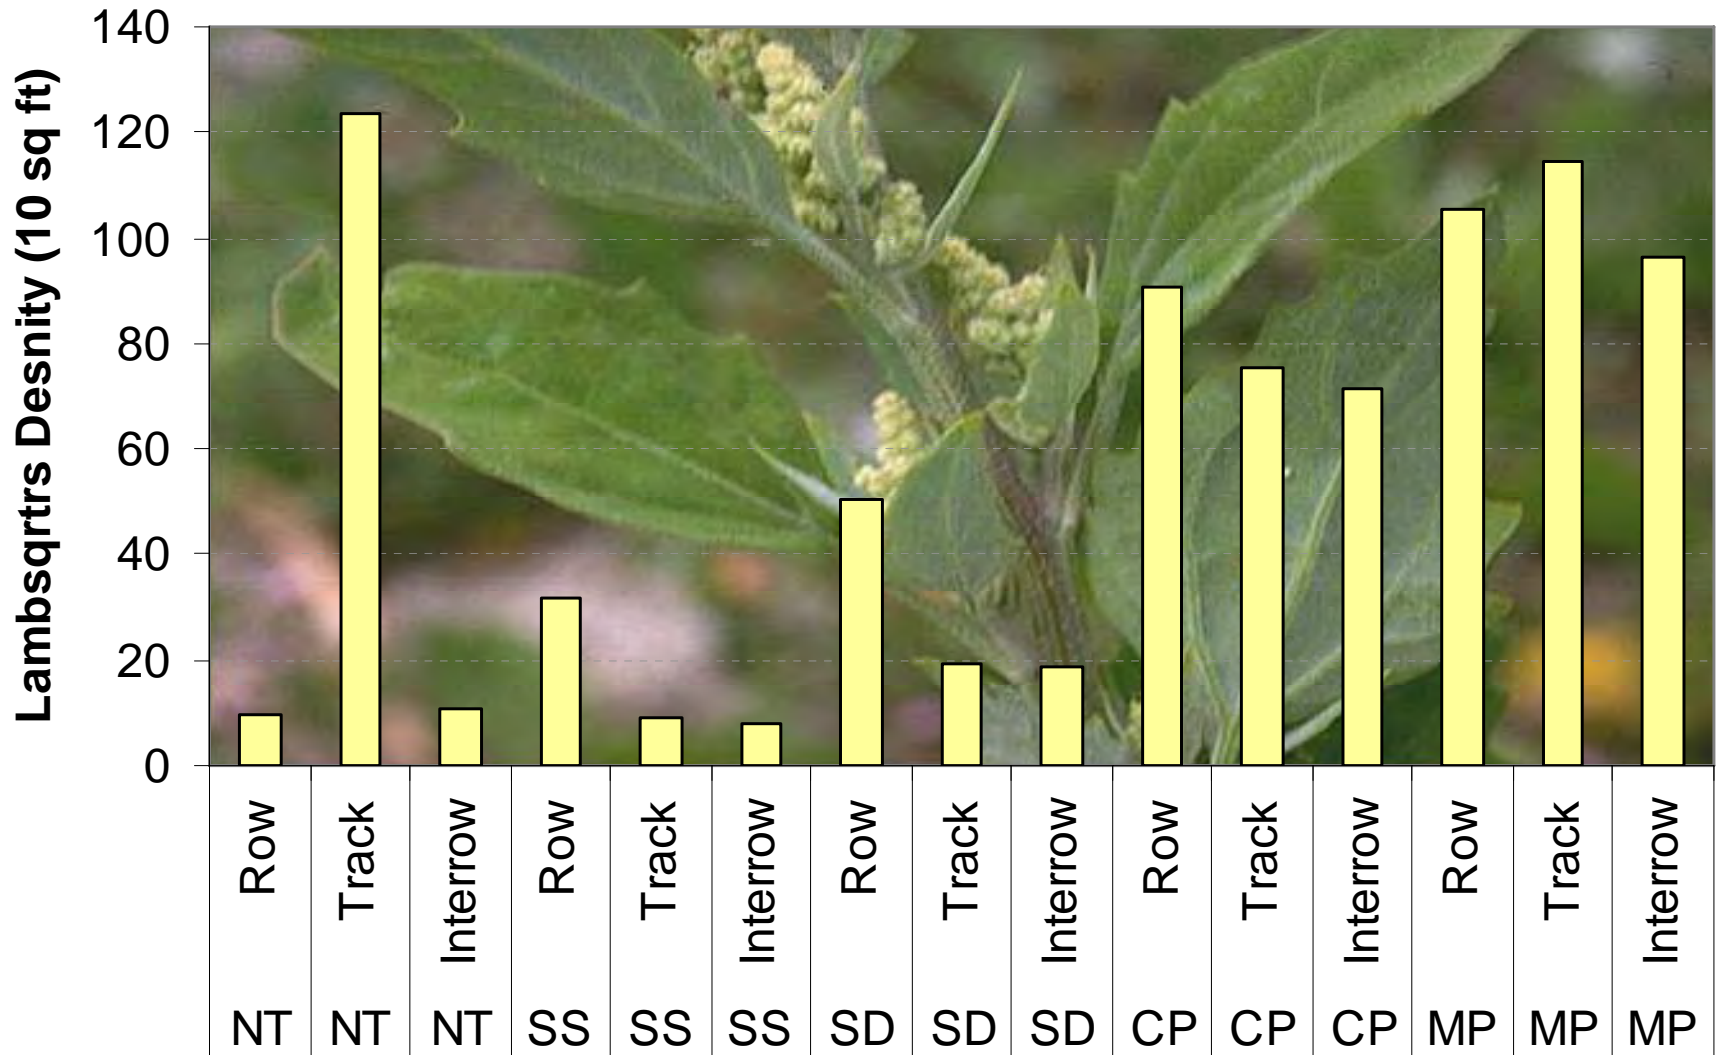 Lambsqrtrs Desnity (10 sq ft)
140
120
100
80
60
40
20
0
Row Track Interrow Row Track Interrow Row Track Interrow Row Track Interrow Row Track Interrow
NT NT NT SS SS SS SD SD SD CP CP CP MP MP MP